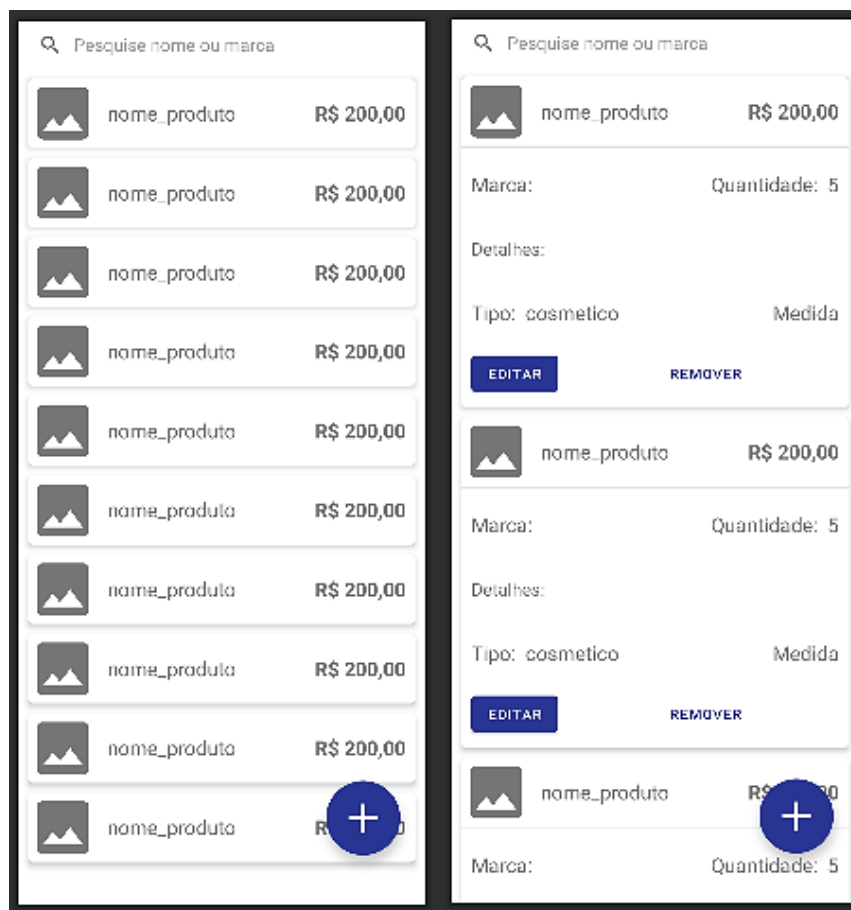 Pesquise nome ou marca
nome_produto R$ 200,00
nome_produto R$ 200,00
nome_produto R$ 200,00
nome_produto R$ 200,00
nome_produto R$ 200,00
nome_produto R$ 200,00
nome_produto R$ 200,00
nome_produto R$ 200,00
nome_produto R$ 200,00
nome_produto
Pesquise nome ou marca
nome_produto R$ 200,00
Marca: Quantidade: 5
Detalhes:
Tipo: cosmetico Medida
EDITAR REMOVER
nome_produto R$ 200,00
Marca: Quantidade: 5
Detalhes:
Tipo: cosmetico Medida
EDITAR REMOVER
nome_produto
Marca: Quantidade: 5